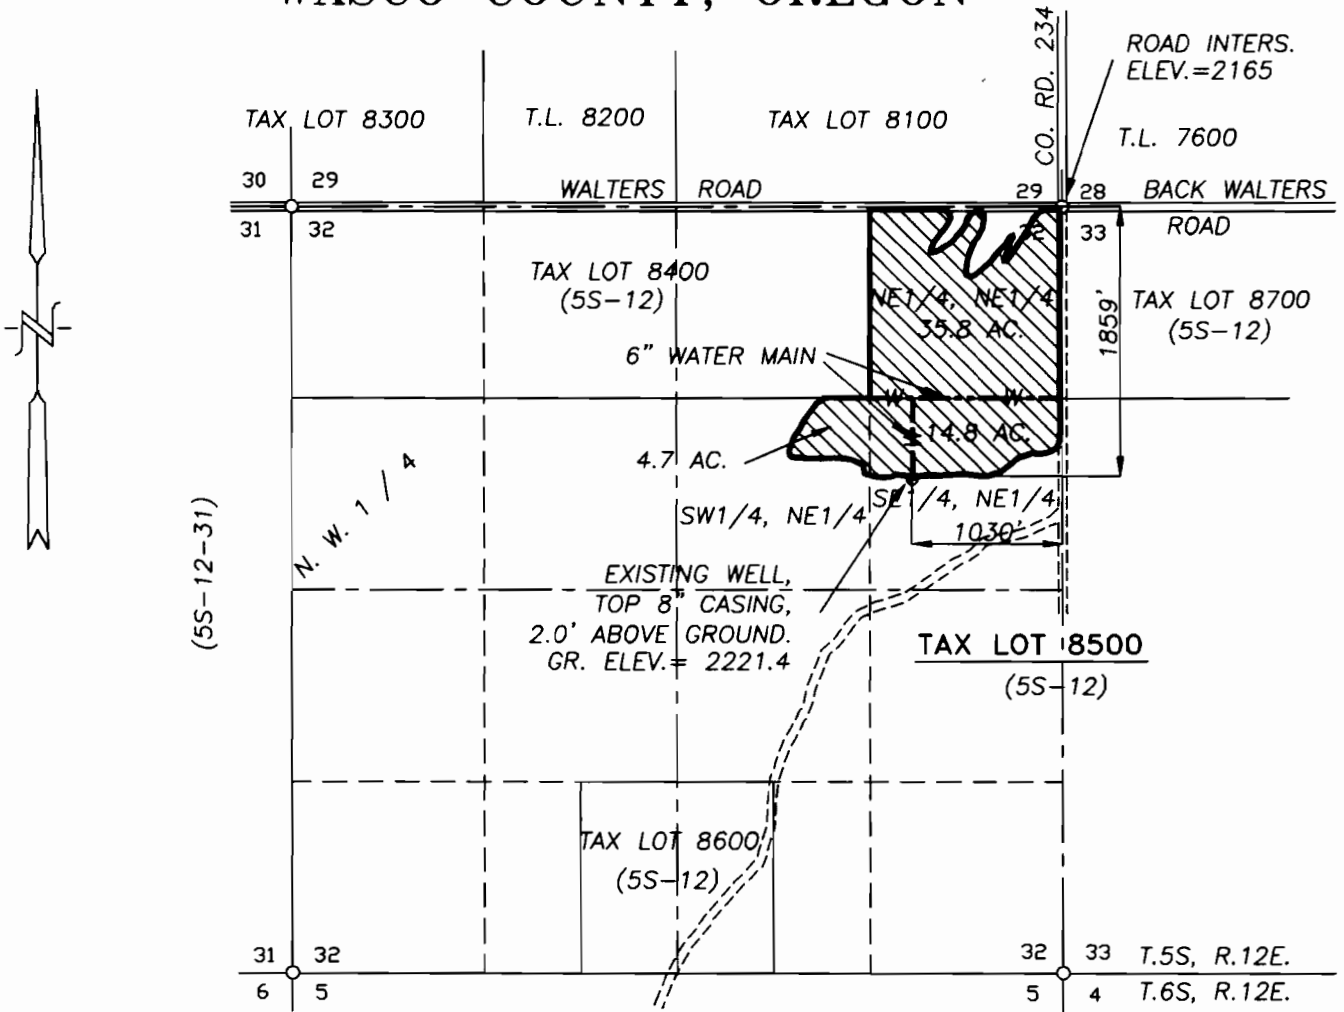 WASCO COUNTY, OREGON
CO. RD. 234
ROAD INTERS.
ELEV.=2165
TAX LOT 8300
T.L. 8200
TAX LOT 8100
T.L. 7600
30 29
WALTERS ROAD
29 28
BACK WALTERS
ROAD
31 32
32 33
TAX LOT 8400
(5S-12)
NE1/4, NE1/4
35.8 AC.
1859'
TAX LOT 8700
(5S-12)
N
6" WATER MAIN
W W
W
14.8 AC.
4.7 AC.
N. W. 1/4
SW1/4, NE1/4
SE1/4, NE1/4
1030'
(5S-12-31)
EXISTING WELL,
TOP 8" CASING,
2.0' ABOVE GROUND.
GR. ELEV.= 2221.4
TAX LOT 8500
(5S-12)
TAX LOT 8600
(5S-12)
31 32
32 33
T.5S, R.12E.
6 5
5 4
T.6S, R.12E.